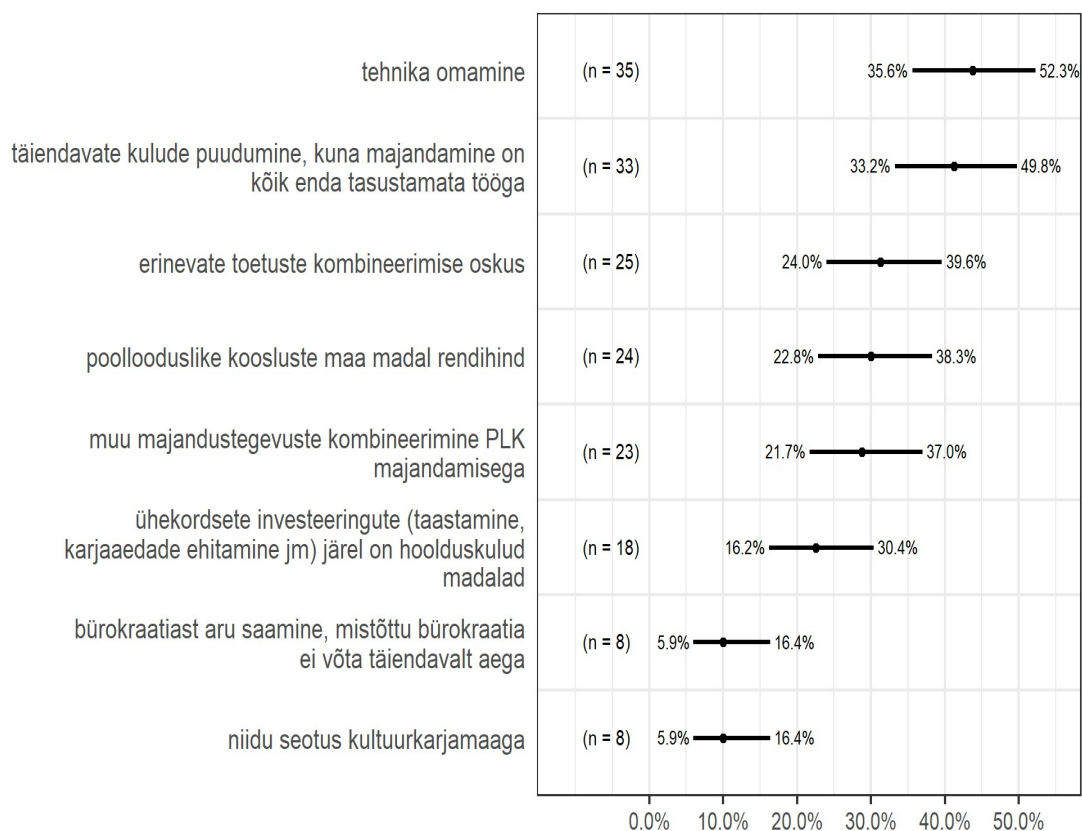 tehnika omamine (n = 35) 35.6% 52.3%
täiendavate kulude puudumine, kuna majandamine on
kõik enda tasustamata tööga (n = 33) 33.2% 49.8%
erinevate toetuste kombineerimise oskus (n = 25) 24.0% 39.6%
poollooduslike koosluste maa madal rendihind (n = 24) 22.8% 38.3%
muu majandustegevuste kombineerimine PLK
majandamisega (n = 23) 21.7% 37.0%
ühekordsete investeeringute (taastamine,
karjaaedade ehitamine jm) järel on hoolduskulud
madalad (n = 18) 16.2% 30.4%
bürokraatiast aru saamine, mistõttu bürokraatia
ei võta täiendavalt aega (n = 8) 5.9% 16.4%
niidu seotus kultuurkarjamaaga (n = 8) 5.9% 16.4%
0.0% 10.0% 20.0% 30.0% 40.0% 50.0%